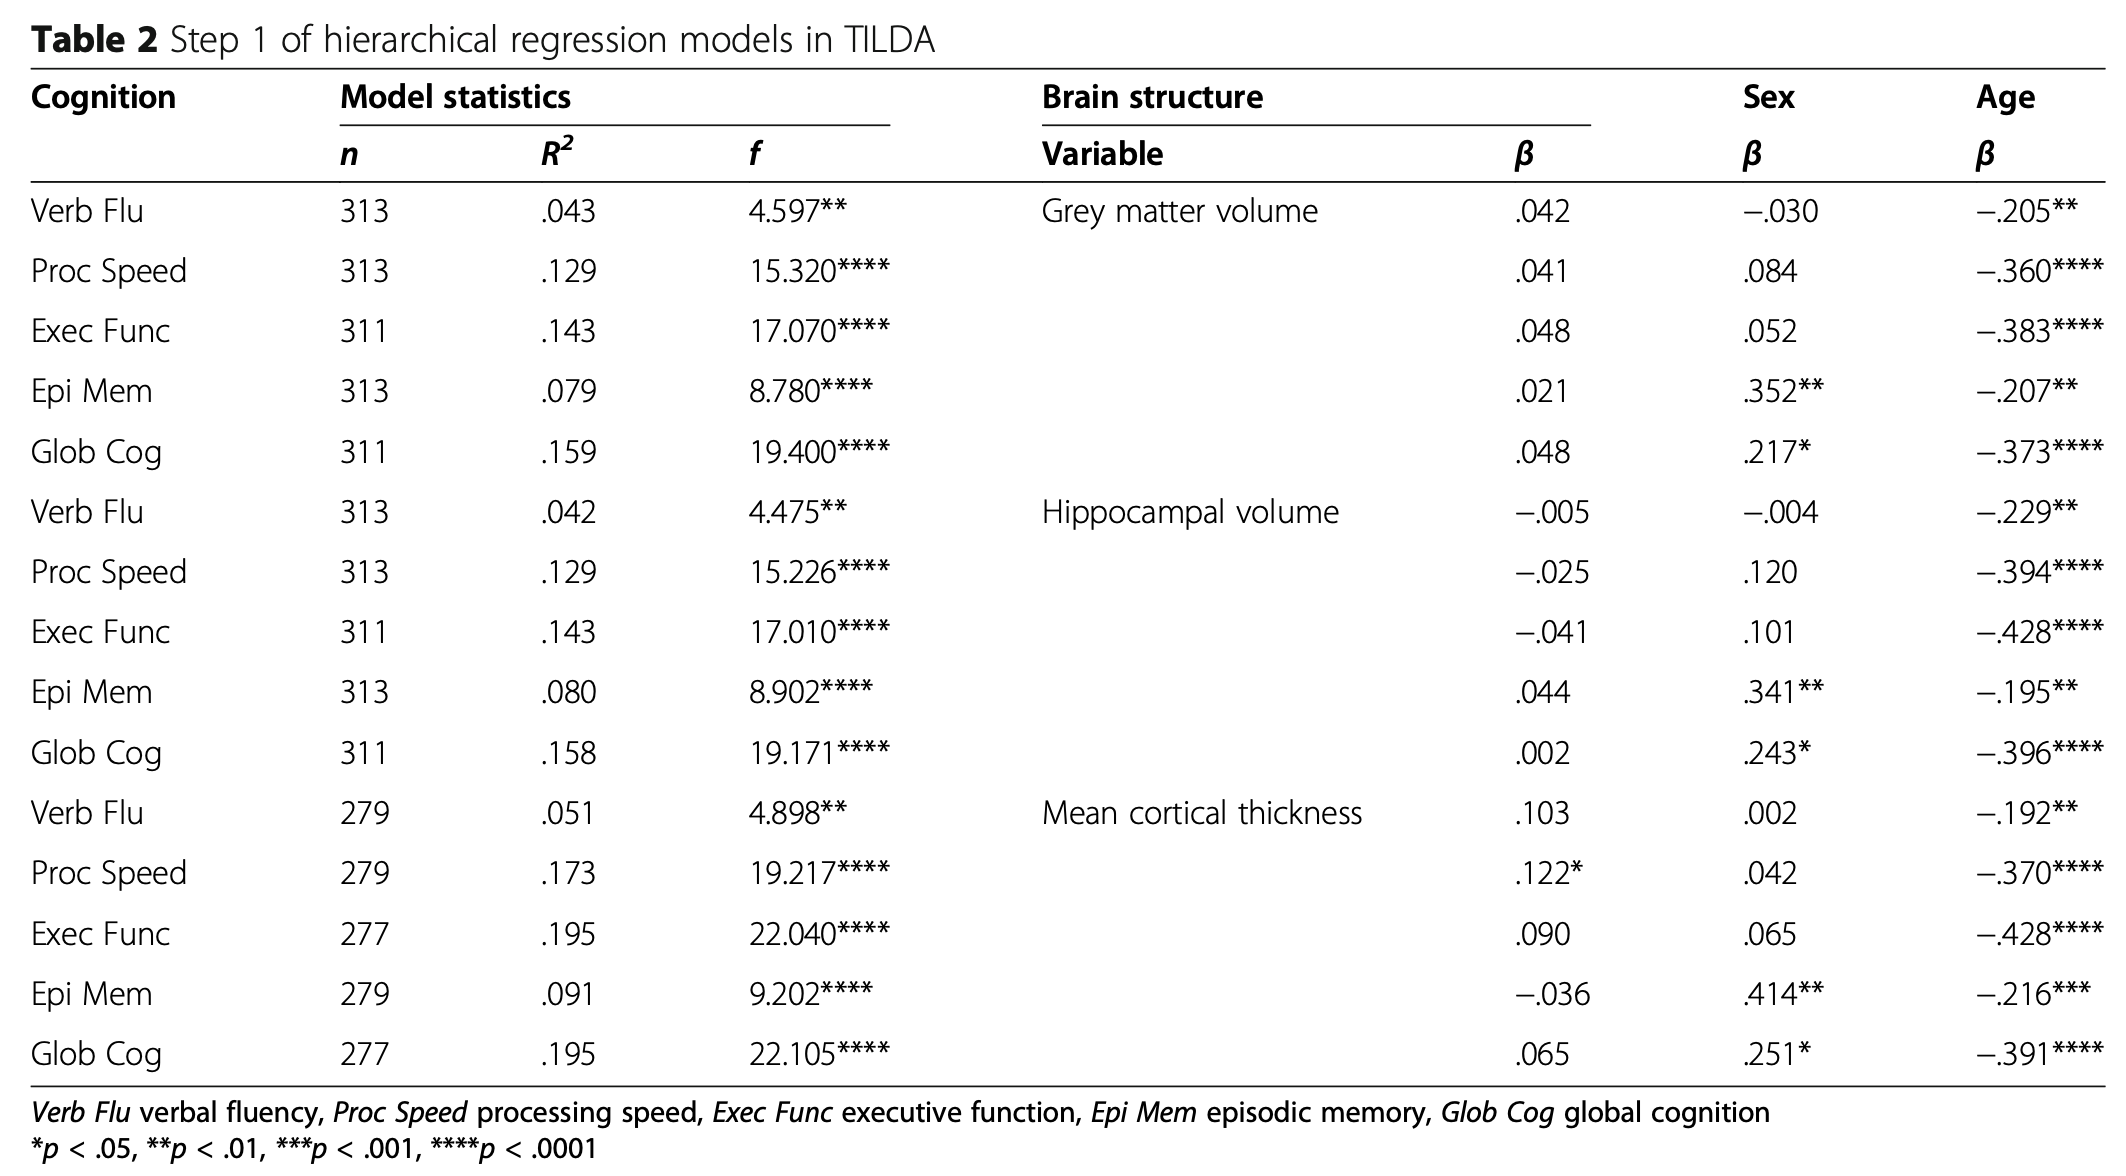 Table 2 Step 1 of hierarchical regression models in TILDA
Cognition Model statistics Brain structure Sex Age
n R² f Variable β β β
Verb Flu 313 .043 4.597** Grey matter volume .042 −.030 −.205**
Proc Speed 313 .129 15.320**** .041 .084 −.360****
Exec Func 311 .143 17.070**** .048 .052 −.383****
Epi Mem 313 .079 8.780**** .021 .352** −.207**
Glob Cog 311 .159 19.400**** .048 .217* −.373****
Verb Flu 313 .042 4.475** Hippocampal volume −.005 −.004 −.229**
Proc Speed 313 .129 15.226**** −.025 .120 −.394****
Exec Func 311 .143 17.010**** −.041 .101 −.428****
Epi Mem 313 .080 8.902**** .044 .341** −.195**
Glob Cog 311 .158 19.171**** .002 .243* −.396****
Verb Flu 279 .051 4.898** Mean cortical thickness .103 .002 −.192**
Proc Speed 279 .173 19.217**** .122* .042 −.370****
Exec Func 277 .195 22.040**** .090 .065 −.428****
Epi Mem 279 .091 9.202**** −.036 .414** −.216***
Glob Cog 277 .195 22.105**** .065 .251* −.391****
Verb Flu verbal fluency, Proc Speed processing speed, Exec Func executive function, Epi Mem episodic memory, Glob Cog global cognition
*p < .05, **p < .01, ***p < .001, ****p < .0001